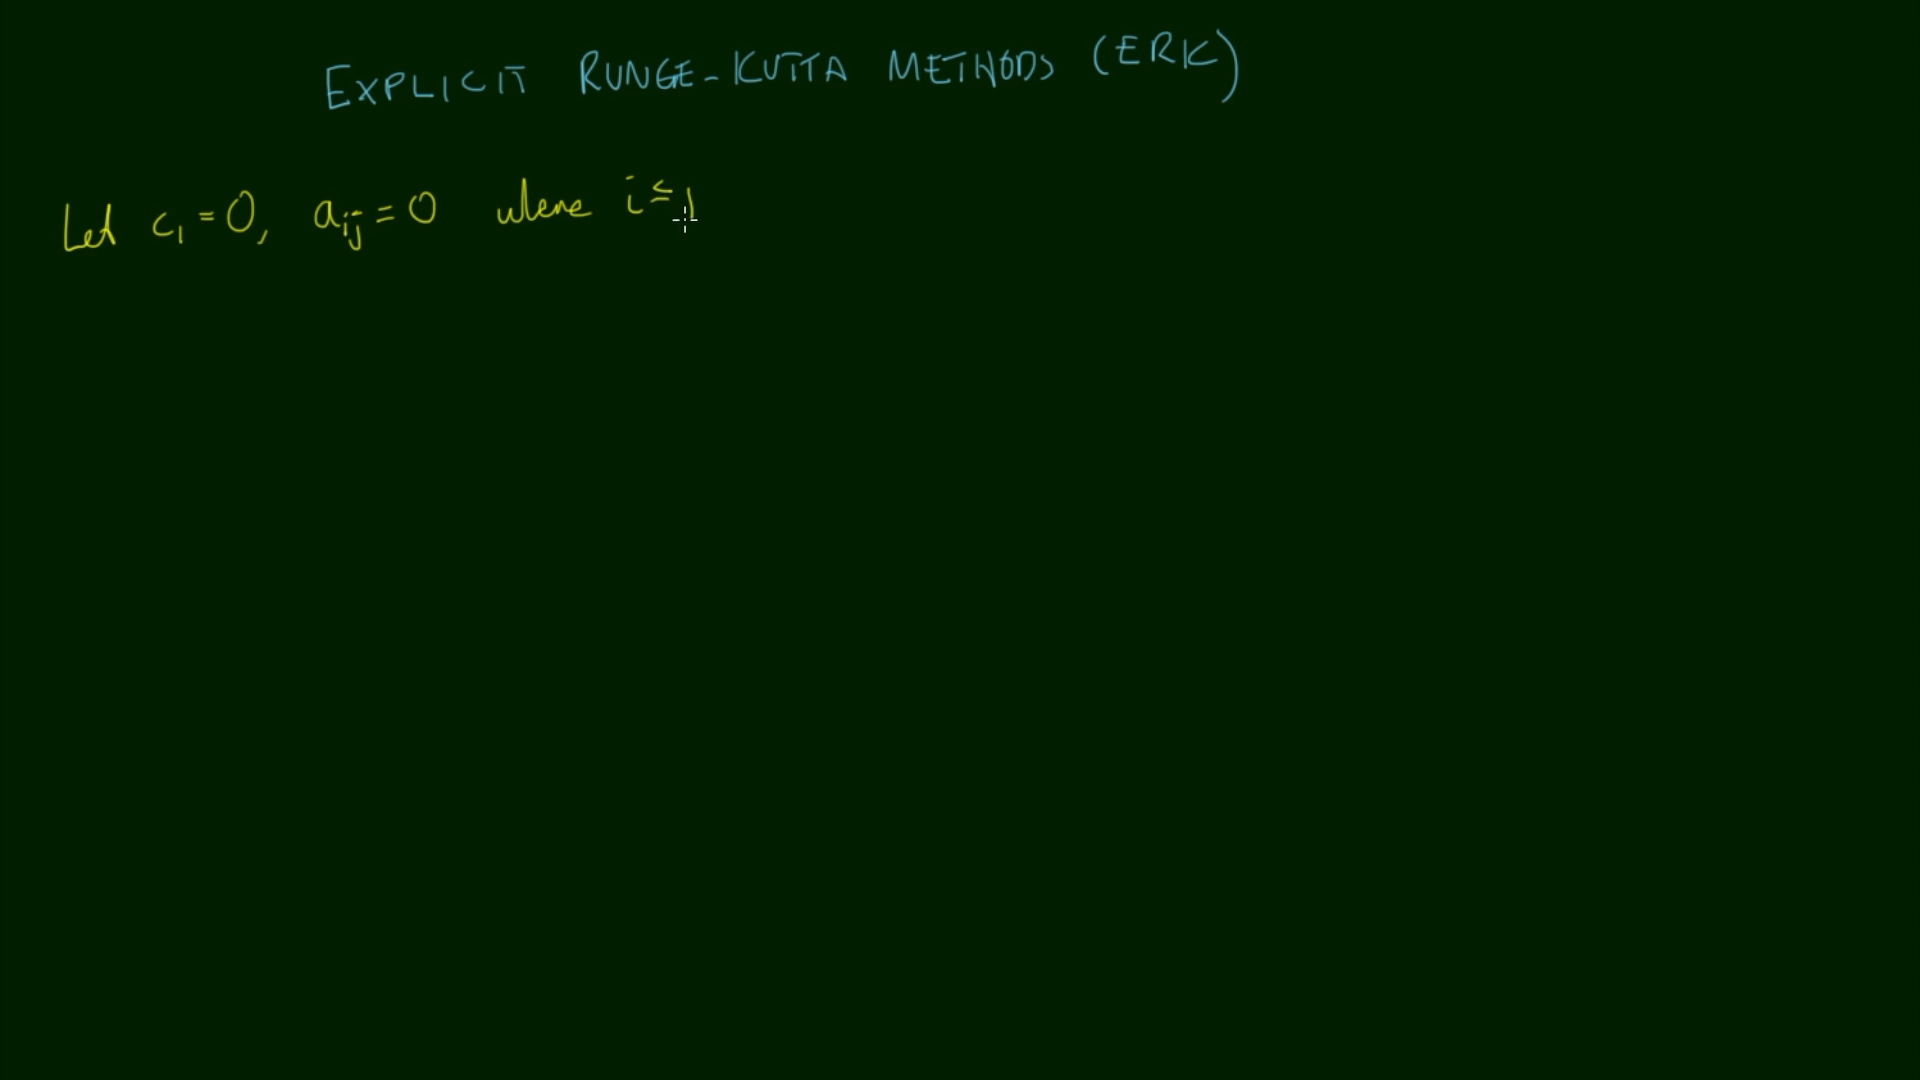 EXPLICIT RUNGE-KUTTA METHODS (ERK)
Let c₁ = 0, aᵢⱼ = 0 where i ≤